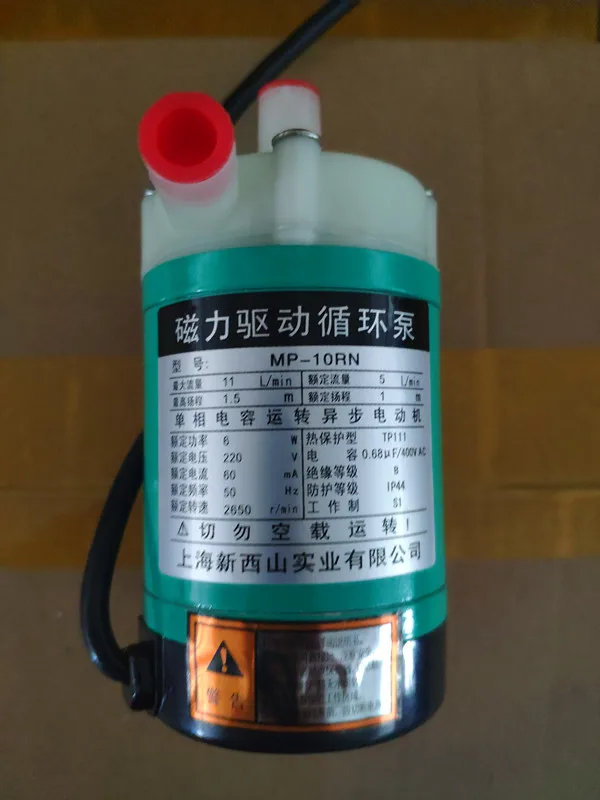 磁力驱动循环泵
型 号: MP-10RN
最大流量 11 L/min 额定流量 5 L/min
最高扬程 1.5 m 额定扬程 1 m
单相电容运转异步电动机
额定功率 6 W 热保护型 TP111
额定电压 220 V 电 容 0.68μF/400V AC
额定电流 60 mA 绝缘等级 B
额定频率 50 Hz 防护等级 IP44
额定转速 2650 r/min 工 作 制 S1
⚠切勿空载运转!
上海新西山实业有限公司
警告